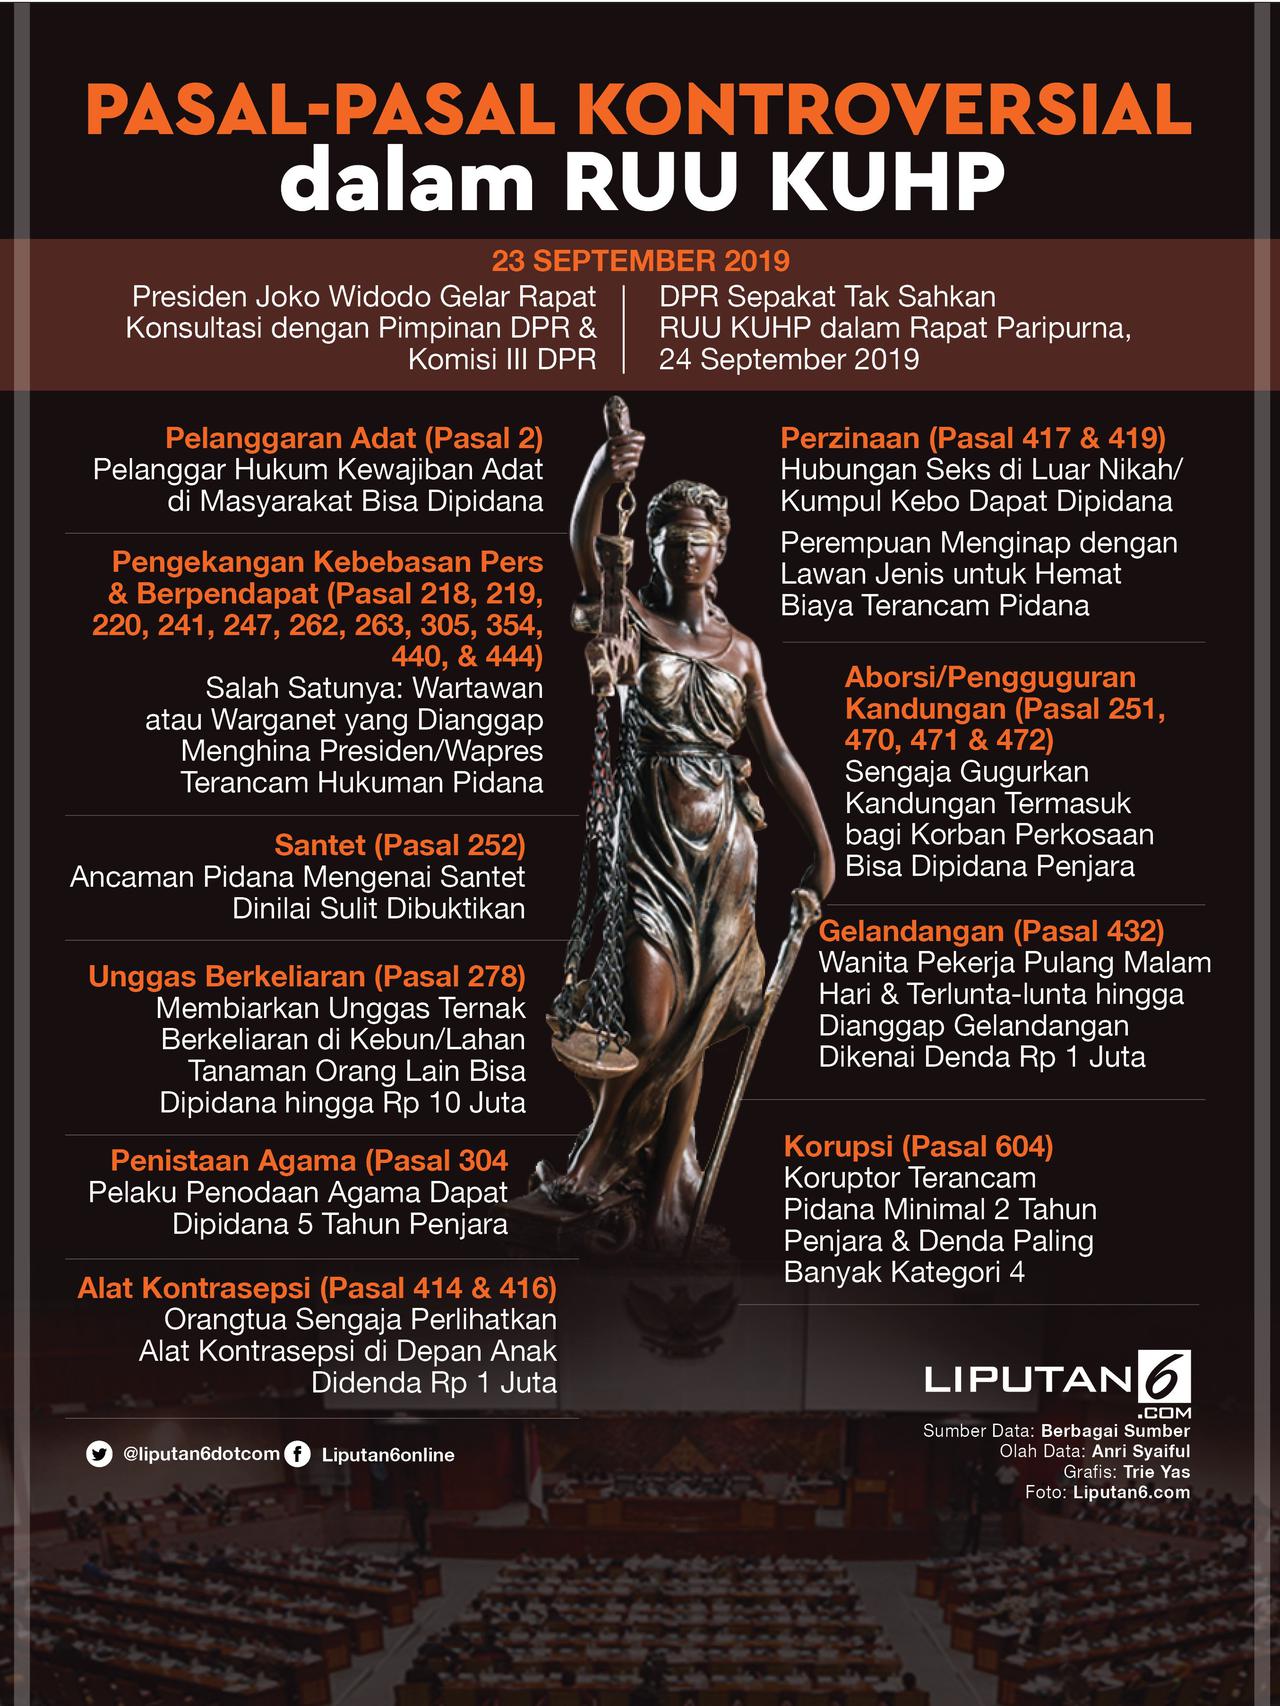 PASAL-PASAL KONTROVERSIAL
dalam RUU KUHP
23 SEPTEMBER 2019
Presiden Joko Widodo Gelar Rapat
Konsultasi dengan Pimpinan DPR &
Komisi III DPR
DPR Sepakat Tak Sahkan
RUU KUHP dalam Rapat Paripurna,
24 September 2019
Pelanggaran Adat (Pasal 2)
Pelanggar Hukum Kewajiban Adat
di Masyarakat Bisa Dipidana
Pengekangan Kebebasan Pers
& Berpendapat (Pasal 218, 219,
220, 241, 247, 262, 263, 305, 354,
440, & 444)
Salah Satunya: Wartawan
atau Warganet yang Dianggap
Menghina Presiden/Wapres
Terancam Hukuman Pidana
Santet (Pasal 252)
Ancaman Pidana Mengenai Santet
Dinilai Sulit Dibuktikan
Unggas Berkeliaran (Pasal 278)
Membiarkan Unggas Ternak
Berkeliaran di Kebun/Lahan
Tanaman Orang Lain Bisa
Dipidana hingga Rp 10 Juta
Penistaan Agama (Pasal 304
Pelaku Penodaan Agama Dapat
Dipidana 5 Tahun Penjara
Alat Kontrasepsi (Pasal 414 & 416)
Orangtua Sengaja Perlihatkan
Alat Kontrasepsi di Depan Anak
Didenda Rp 1 Juta
Perzinaan (Pasal 417 & 419)
Hubungan Seks di Luar Nikah/
Kumpul Kebo Dapat Dipidana
Perempuan Menginap dengan
Lawan Jenis untuk Hemat
Biaya Terancam Pidana
Aborsi/Pengguguran
Kandungan (Pasal 251,
470, 471 & 472)
Sengaja Gugurkan
Kandungan Termasuk
bagi Korban Perkosaan
Bisa Dipidana Penjara
Gelandangan (Pasal 432)
Wanita Pekerja Pulang Malam
Hari & Terlunta-lunta hingga
Dianggap Gelandangan
Dikenai Denda Rp 1 Juta
Korupsi (Pasal 604)
Koruptor Terancam
Pidana Minimal 2 Tahun
Penjara & Denda Paling
Banyak Kategori 4
@liputan6dotcom Liputan6online
LIPUTAN 6
.COM
Sumber Data: Berbagai Sumber
Olah Data: Anri Syaiful
Grafis: Trie Yas
Foto: Liputan6.com